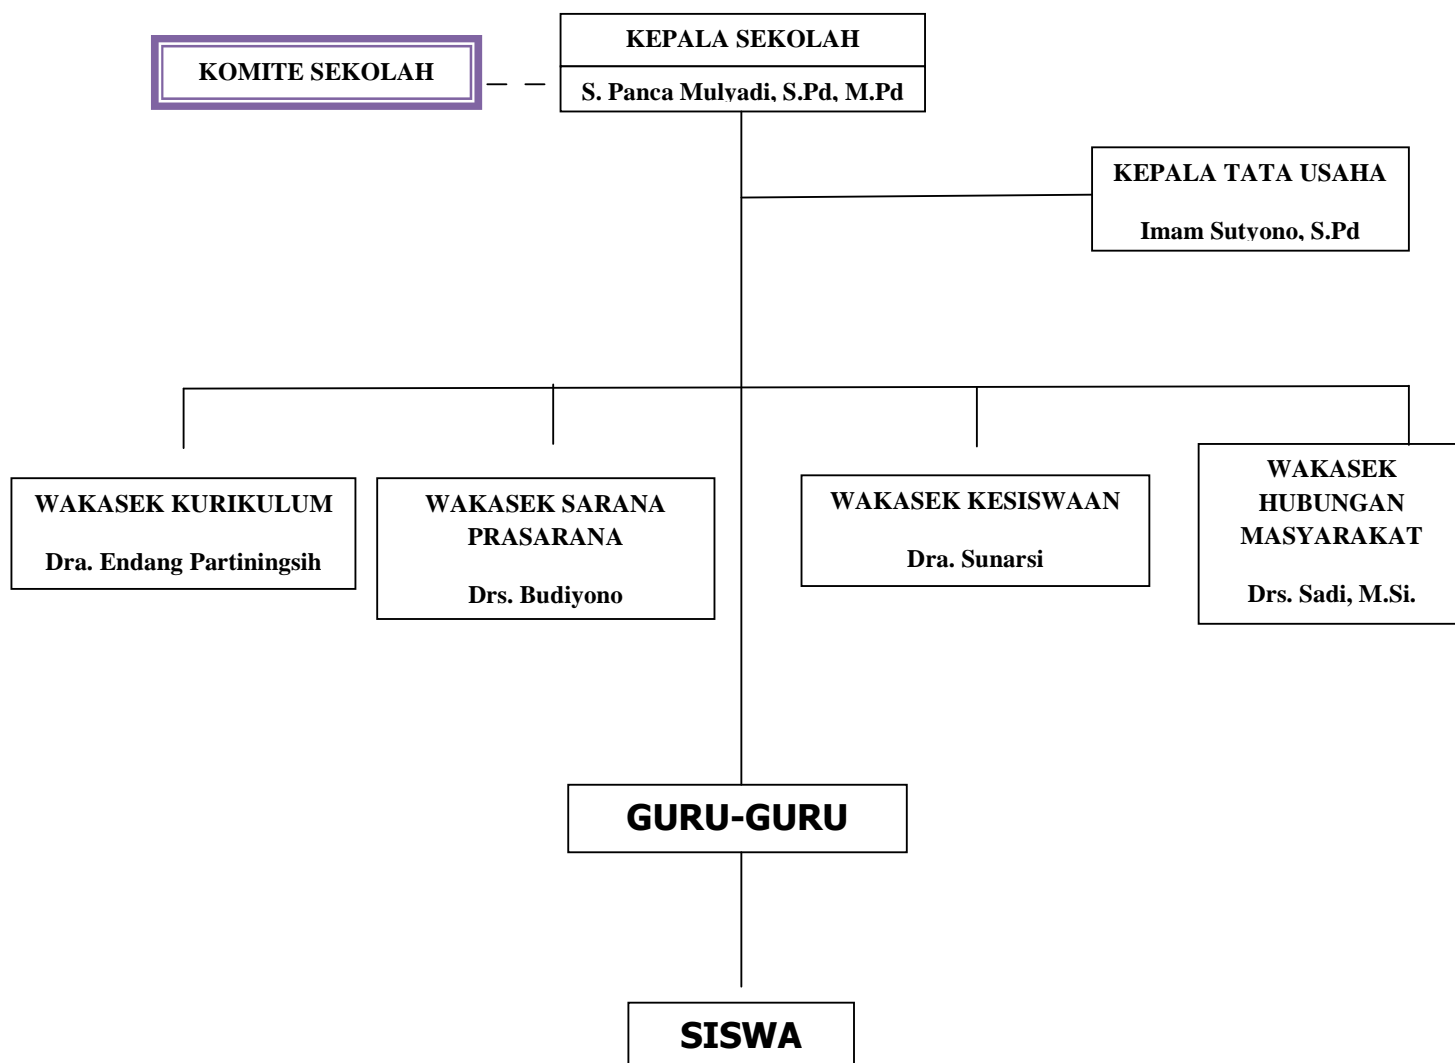 KEPALA SEKOLAH
KOMITE SEKOLAH
S. Panca Mulyadi, S.Pd, M.Pd
KEPALA TATA USAHA
Imam Sutyono, S.Pd
WAKASEK KURIKULUM
Dra. Endang Partiningsih
WAKASEK SARANA
PRASARANA
Drs. Budiyono
WAKASEK KESISWAAN
Dra. Sunarsi
WAKASEK
HUBUNGAN
MASYARAKAT
Drs. Sadi, M.Si.
GURU-GURU
SISWA